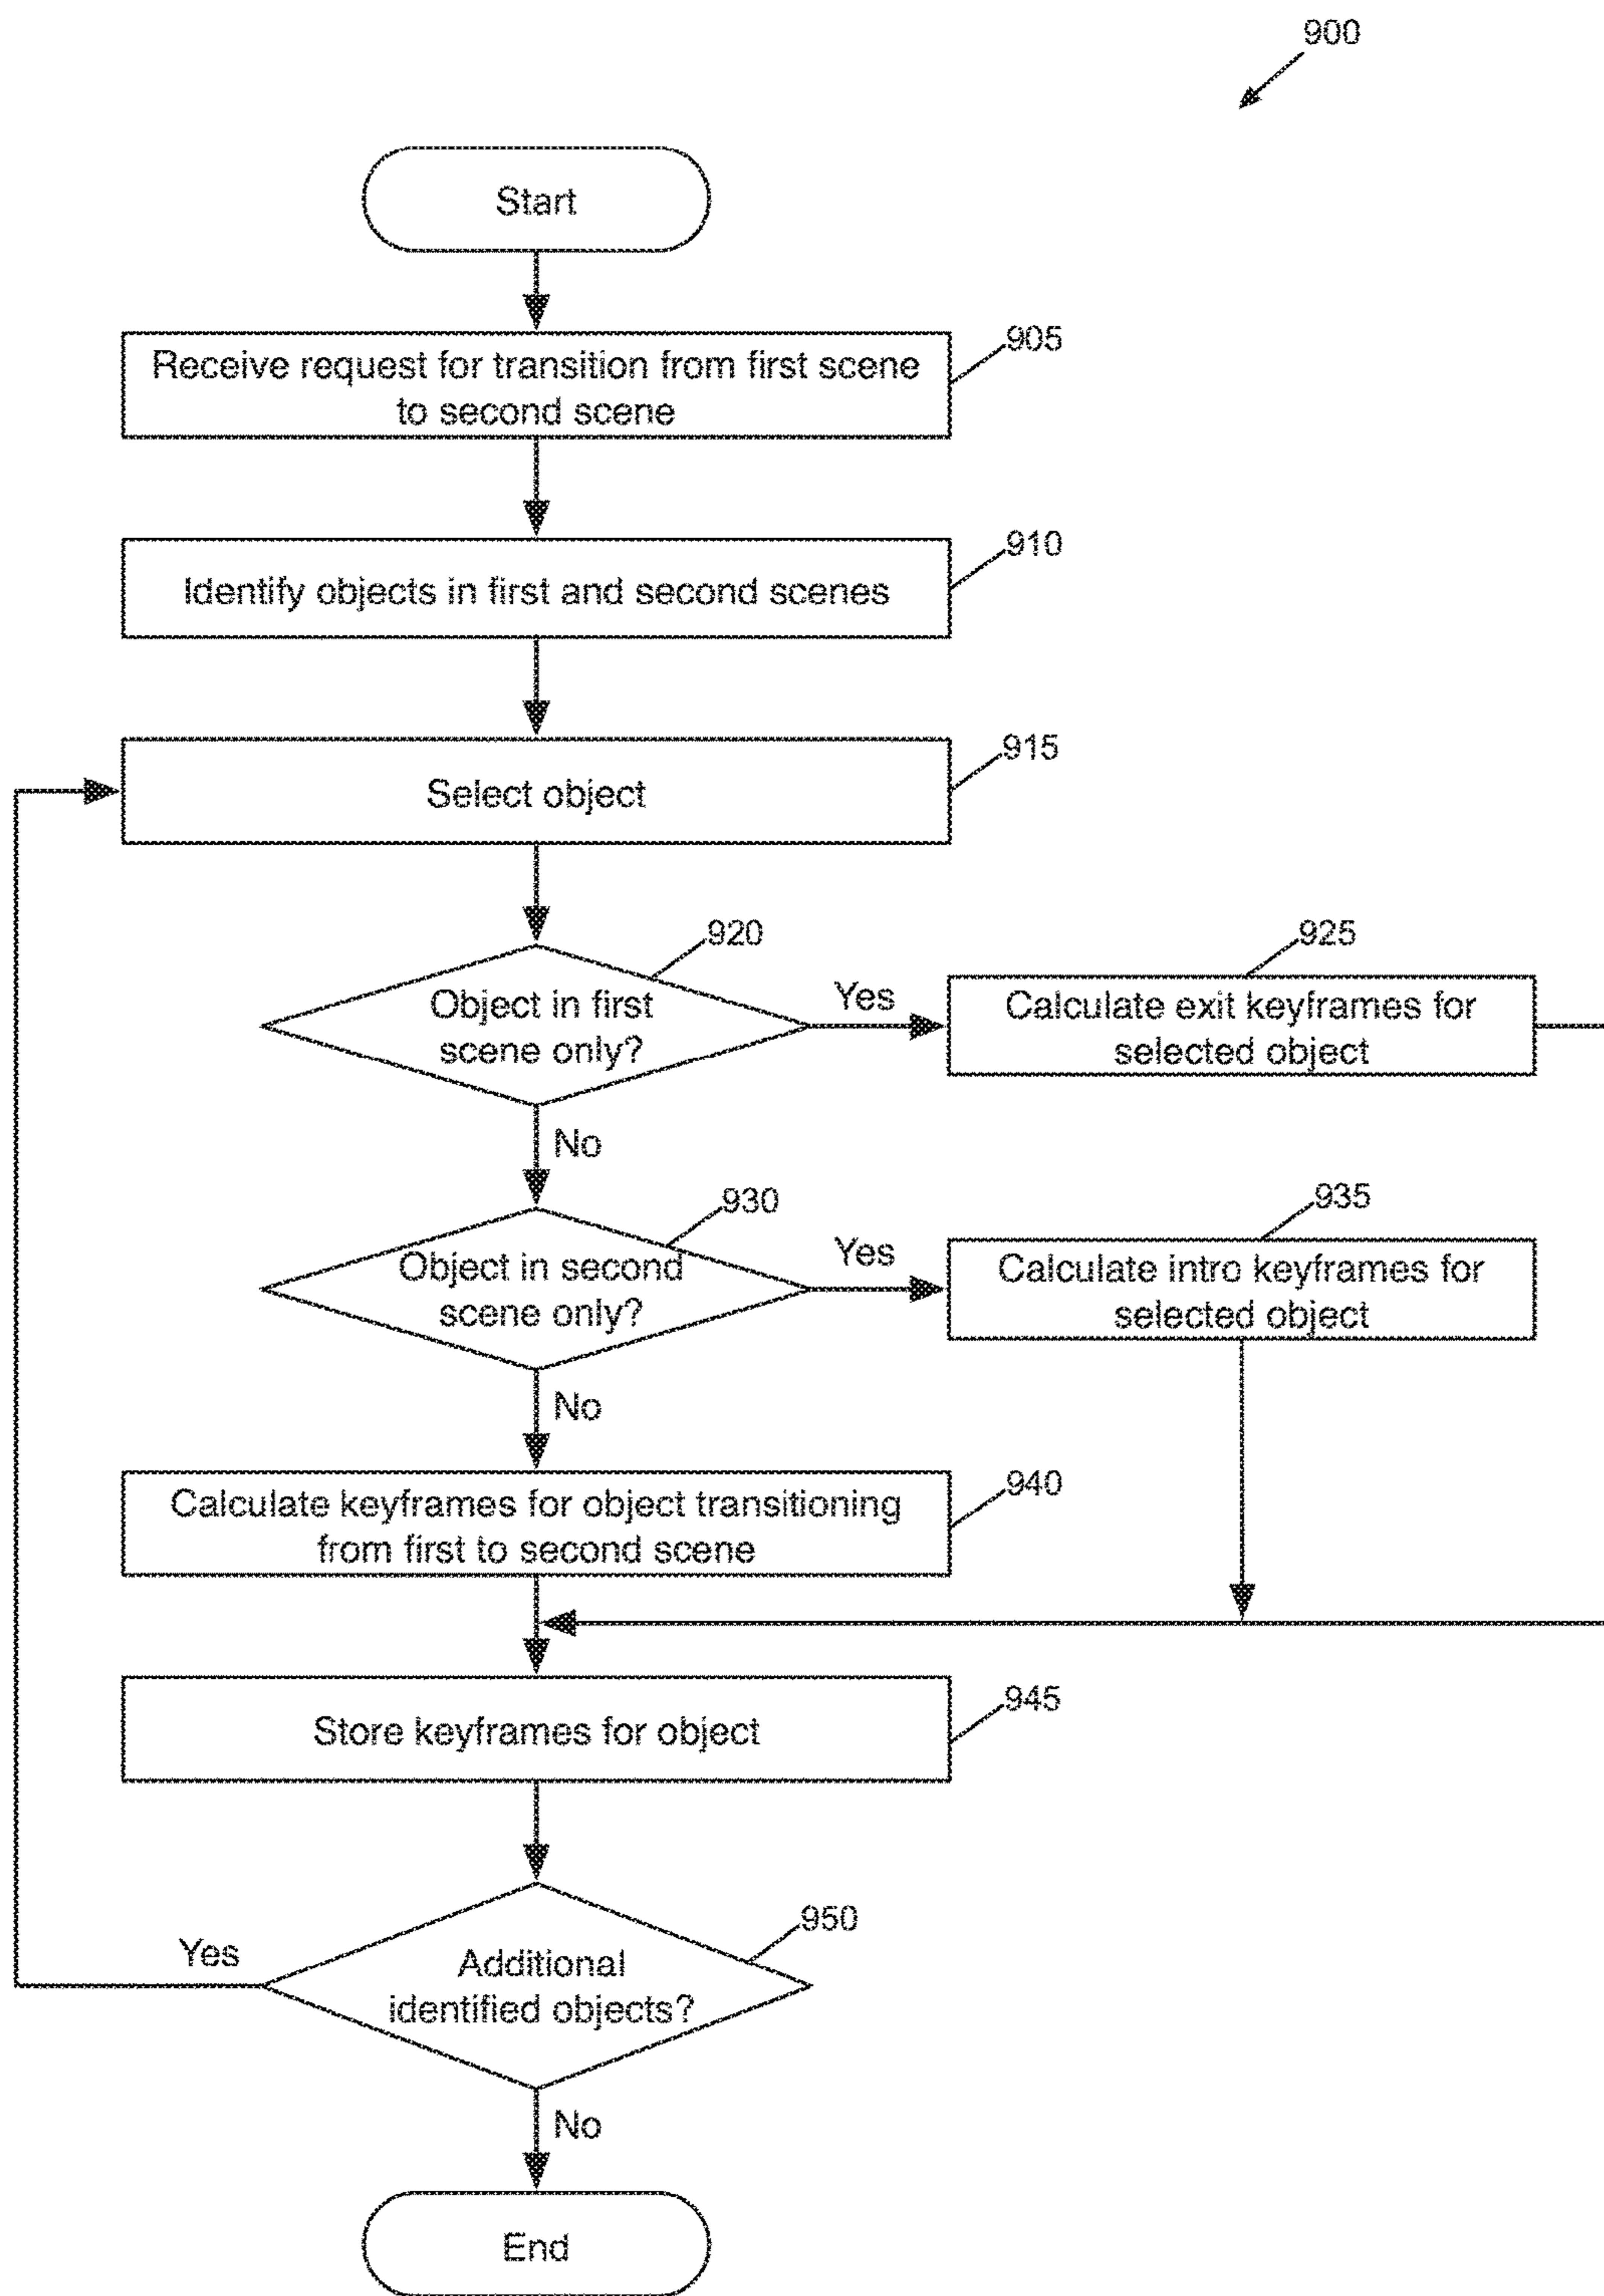 900
Start
Receive request for transition from first scene
to second scene
905
Identify objects in first and second scenes
910
Select object
915
920
Object in first
scene only?
Yes
925
Calculate exit keyframes for
selected object
No
930
Object in second
scene only?
Yes
935
Calculate intro keyframes for
selected object
No
Calculate keyframes for object transitioning
from first to second scene
940
Store keyframes for object
945
950
Additional
identified objects?
Yes
No
End